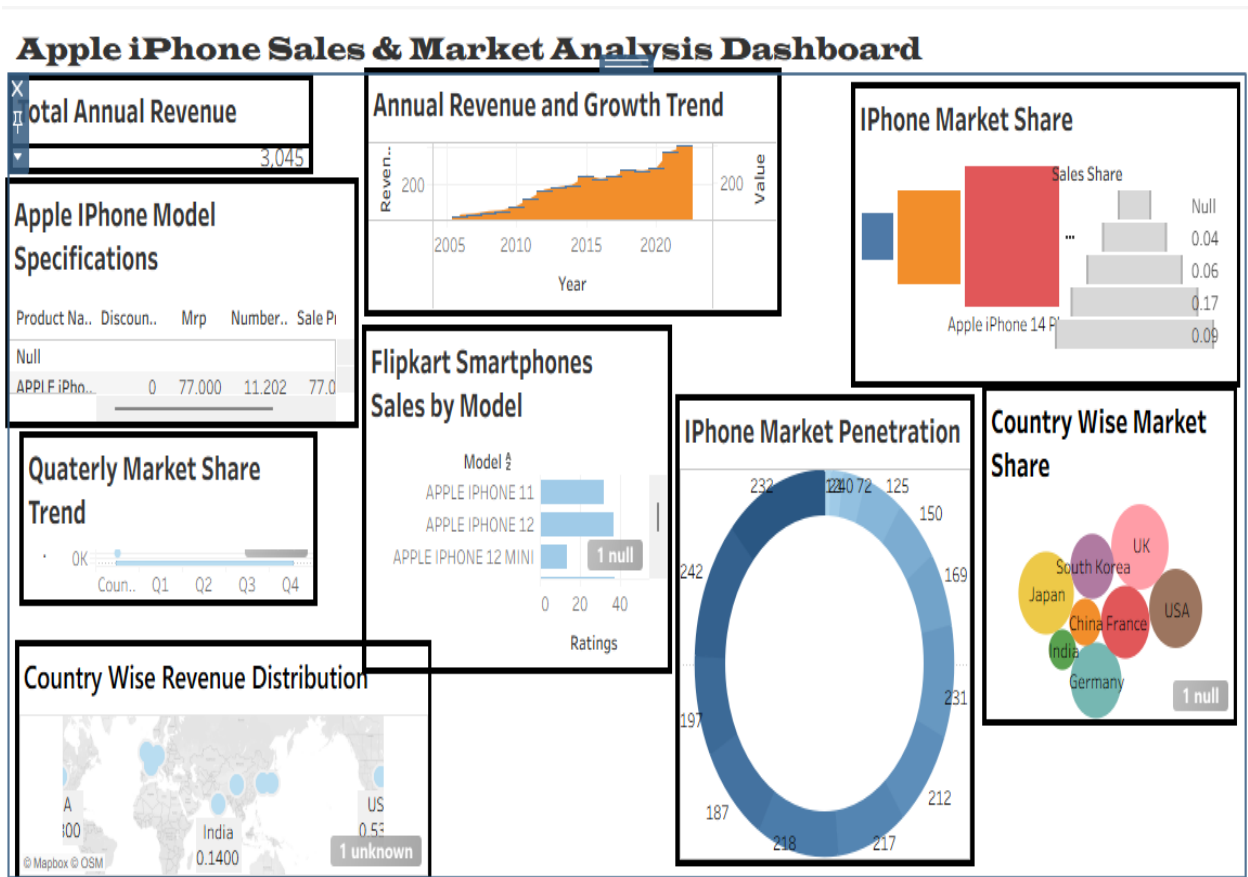 Apple iPhone Sales & Market Analysis Dashboard
Total Annual Revenue
3,045
Apple IPhone Model
Specifications
Product Na.. Discoun.. Mrp Number.. Sale Pr
Null
APPLE iPho.. 0 77,000 11,202 77,0
Quaterly Market Share
Trend
0K
Coun.. Q1 Q2 Q3 Q4
Country Wise Revenue Distribution
A
300
India
0.1400
US
0.53
1 unknown
© Mapbox © OSM
Annual Revenue and Growth Trend
Reven..
200
200
Value
2005 2010 2015 2020
Year
Flipkart Smartphones
Sales by Model
Model
APPLE IPHONE 11
APPLE IPHONE 12
APPLE IPHONE 12 MINI
1 null
0 20 40
Ratings
IPhone Market Share
Sales Share
...
Null
0.04
0.06
0.17
0.09
Apple iPhone 14 P
IPhone Market Penetration
232
72
125
150
242
169
231
197
212
187
218
217
Country Wise Market
Share
UK
South Korea
Japan
USA
China
France
India
Germany
1 null